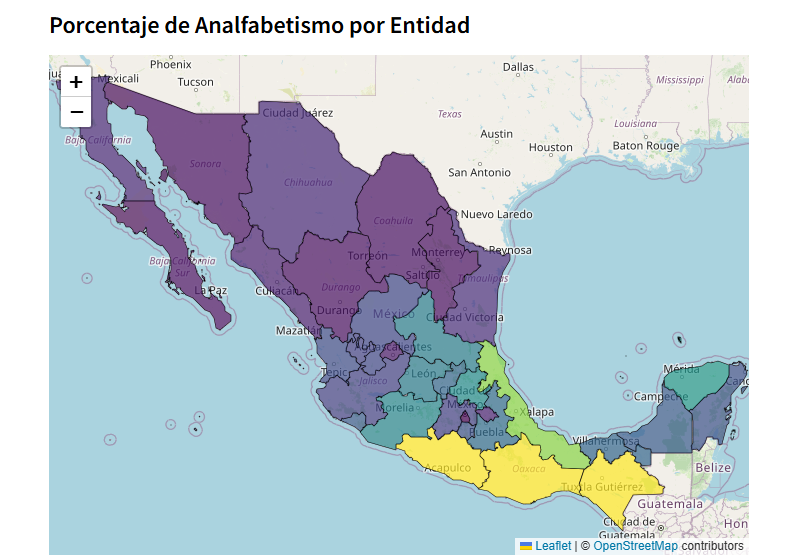 Porcentaje de Analfabetismo por Entidad
Phoenix
Dallas
Mexicali
Tucson
Mississippi
+
−
Ciudad Juárez
Texas
Louisiana
Austin
Baja California
Houston
Baton Rouge
Sonora
San Antonio
Chihuahua
Nuevo Laredo
Coahuila
Reynosa
Torreón
Monterrey
Baja California Sur
Saltillo
Tamaulipas
La Paz
Culiacán
Durango
Durango
México
Ciudad Victoria
Mazatlán
Aguascalientes
Tepic
León
Mérida
Jalisco
Ciudad
Campeche
México
Morelia
Xalapa
Puebla
Villahermosa
Acapulco
Oaxaca
Belize
Tuxtla Gutiérrez
Guatemala
Ciudad de
Guatemala
Hon
Leaflet | © OpenStreetMap contributors